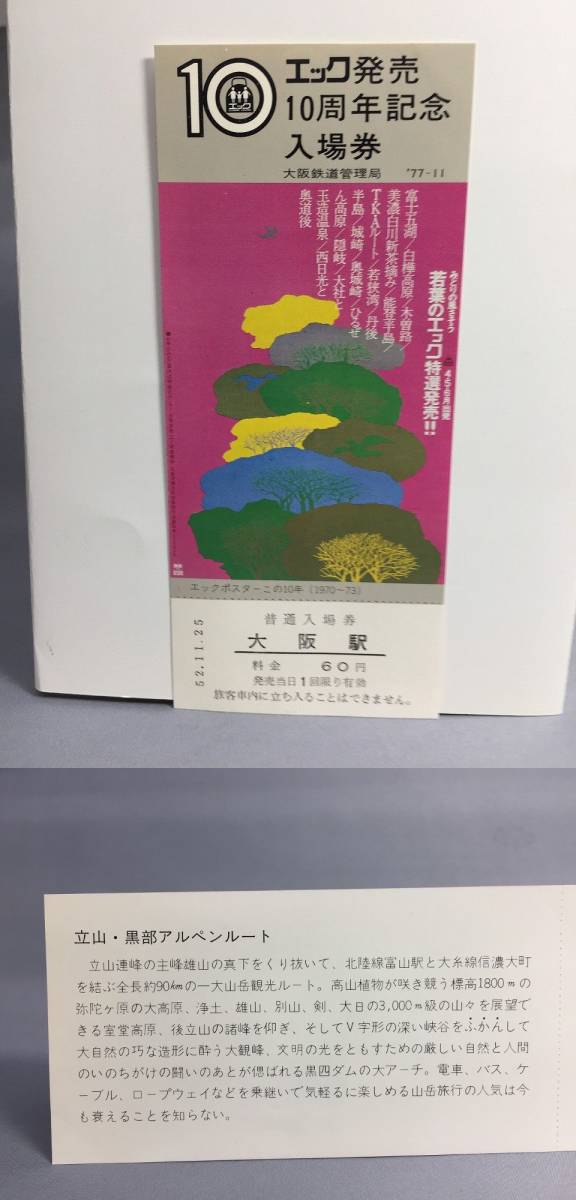 10
エック
エック発売
10周年記念
入場券
大阪鉄道管理局 '77-11
富士五湖/白樺高原/木曽路/
美濃白川新茶摘み/能登半島/
T・K・Aルート/若狭湾/丹後
半島/城崎/奥城崎/ひるぜ
ん高原/隠岐/大社と
玉造温泉/西日光と
奥道後
みどりの風さそう
若葉のエック特選発売!!
4・5・6月出発
エックポスターこの10年(1970〜73)
普通入場券
大阪駅
料金 60円
発売当日1回限り有効
旅客車内に立ち入ることはできません。
52.11.25
立山・黒部アルペンルート
立山連峰の主峰雄山の真下をくり抜いて、北陸線富山駅と大糸線信濃大町
を結ぶ全長約90kmの一大山岳観光ルート。高山植物が咲き競う標高1800mの
弥陀ヶ原の大高原、浄土、雄山、別山、剣、大日の3,000m級の山々を展望で
きる室堂高原、後立山の諸峰を仰ぎ、そしてV字形の深い峡谷をふかんして
大自然の巧な造形に酔う大観峰、文明の光をともすための厳しい自然と人間
のいのちがけの闘いのあとが偲ばれる黒四ダムの大アーチ。電車、バス、ケ
ーブル、ロープウェイなどを乗継いで気軽るに楽しめる山岳旅行の人気は今
も衰えることを知らない。